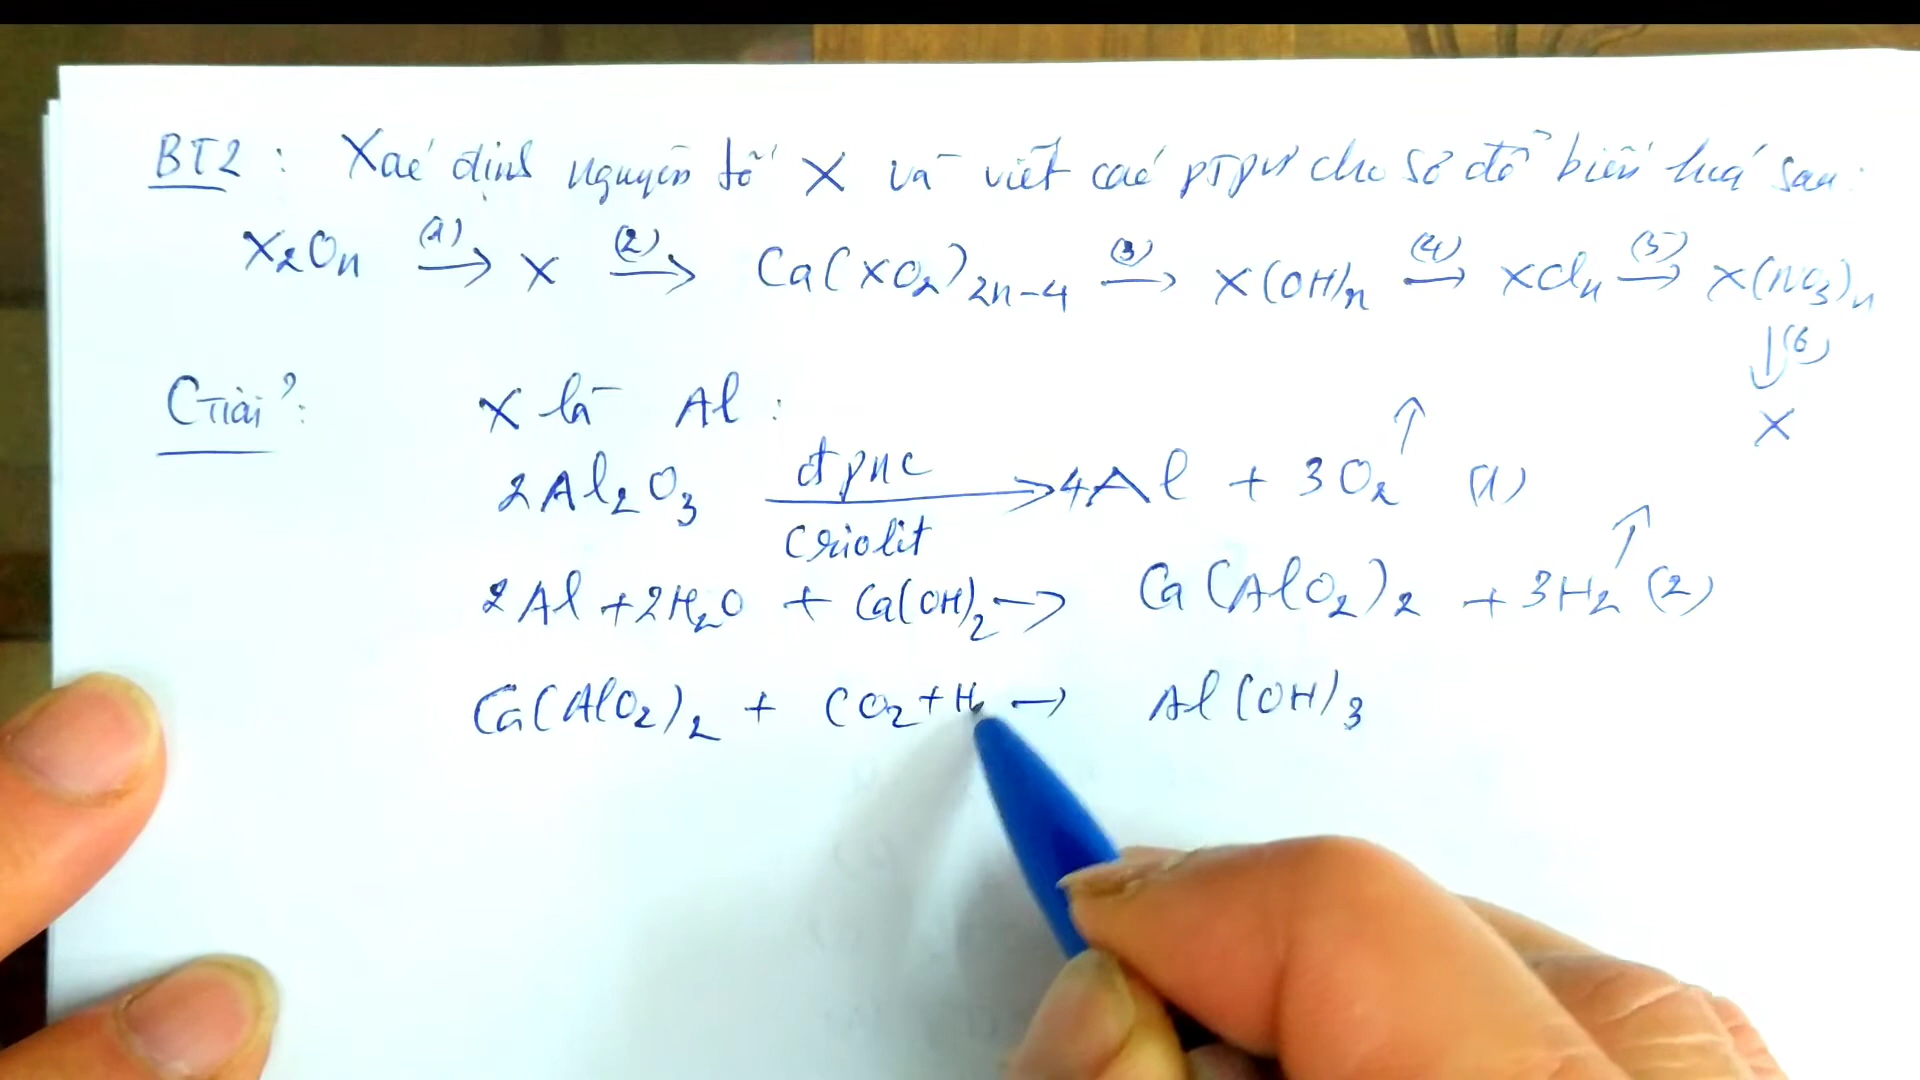 BT2 : Xác định nguyên tố X và viết các PTPƯ cho sơ đồ biến hoá sau:
X₂Oₙ (1)→ X (2)→ Ca(XO₂)₂ₙ₋₄ (3)→ X(OH)ₙ (4)→ XClₙ (5)→ X(NO₃)ₙ
↓(6)
X
Giải: X là Al :
2Al₂O₃ đpnc→ criolit 4Al + 3O₂↑ (1)
2Al + 2H₂O + Ca(OH)₂ → Ca(AlO₂)₂ + 3H₂↑ (2)
Ca(AlO₂)₂ + CO₂ + H → Al(OH)₃